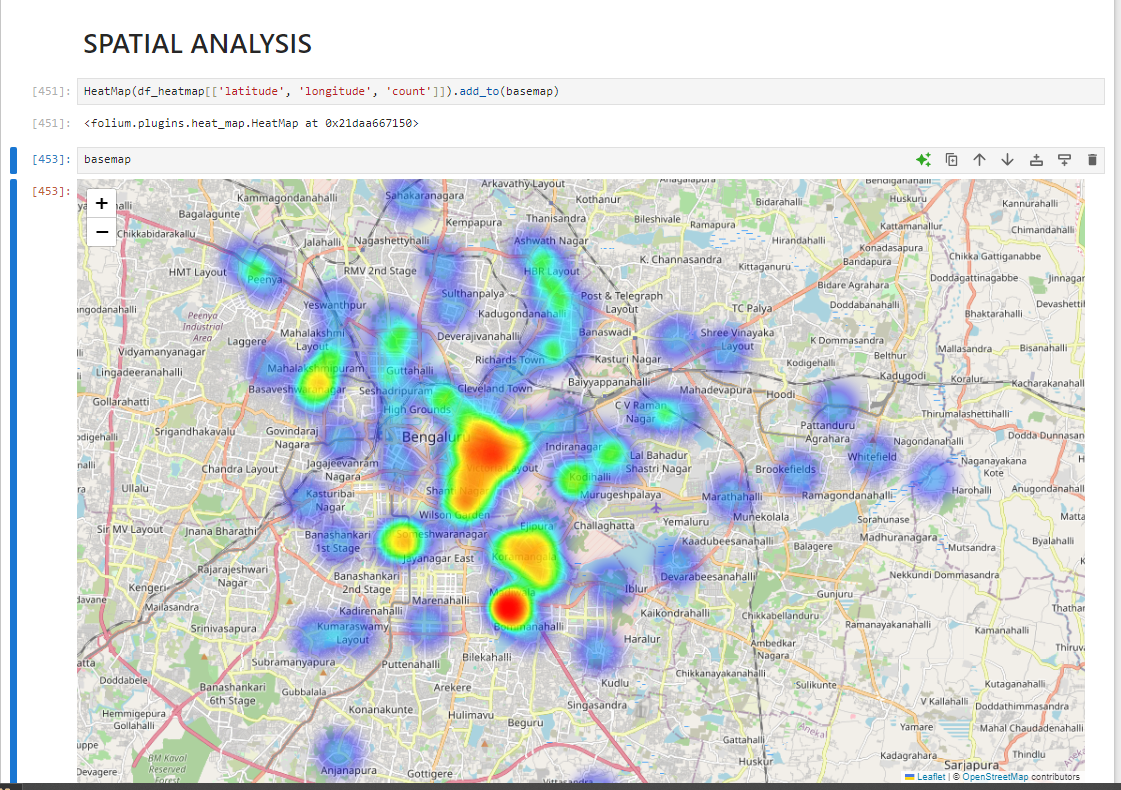 SPATIAL ANALYSIS
[451]:
HeatMap(df_heatmap[['latitude', 'longitude', 'count']]).add_to(basemap)
[451]:
<folium.plugins.heat_map.HeatMap at 0x21daa667150>
[453]:
basemap
[453]:
+
−
Arkavathy Layout
Bendiganahalli
Kammagondahalli
Sahakaranagara
Kothanur
Bidarahalli
Huskuru
Kannurahalli
Bagalagunte
Kempapura
Thanisandra
Bileshivale
Ramapura
Kattamanallur
Chimandahalli
Chikkabidarakallu
Jalahalli
Nagashettyhalli
Ashwath Nagar
Hirandahalli
Konadasapura
K. Channasandra
Kittaganuru
Bandapura
Chikka Gattiganabbe
HMT Layout
Peenya
RMV 2nd Stage
HBR Layout
Doddagattinagabbe
Jinnagar
Bidare Agrahara
Sulthanpalya
Post & Telegraph
Layout
Yeswanthpur
TC Palya
Doddabanahalli
Devashetti
Kadugondanahalli
Bhaktarahalli
Peenya
Industrial
Area
Mahalakshmi
Layout
Deverajivanahalli
Banaswadi
Shree Vinayaka
Layout
K Dommasandra
Laggere
Vidyamanyanagar
Richards Town
Kasturi Nagar
Belthur
Mallasandra
Bisanahalli
Kodigehalli
Lingadeeranahalli
Mahalakshmipuram
Guttahalli
Kadugodi
Koralur
Kacharakanahalli
Basaveshwaranagar
Seshadripuram
Cleveland Town
Baiyyappanahalli
Mahadevapura
Hoodi
Gollarahatti
High Grounds
C V Raman
Nagar
Thirumalashettihalli
Srigandhakavalu
Govindaraj
Nagara
Bengaluru
Pattanduru
Agrahara
Nagondanahalli
Dodda Dunnasan
Indiranagar
Lal Bahadur
Shastri Nagar
Whitefield
Naganayakana
Kote
Chandra Layout
Jagajeevanram
Nagara
Victoria Layout
Kodihalli
Brookefields
Ullalu
Kasturibai
Nagar
Shanti Nagar
Murugeshpalya
Marathahalli
Ramagondanahalli
Harohalli
Anugondanahalli
Sir MV Layout
Jnana Bharathi
Wilson Garden
Munekolala
Sorahunase
Matta
Banashankari
1st Stage
Someshwaranagar
Ejipura
Challaghatta
Yemaluru
Madhuranagara
Byalahalli
Jayanagar East
Koramangala
Kaadubeesanahalli
Balagere
Mutsandra
Rajarajeshwari
Nagar
Banashankari
2nd Stage
Devarabeesanahalli
Nekkundi Dommasandra
Kengeri
Iblur
Gunjuru
Mailasandra
Kadirenahalli
Marenahalli
Kaikondrahalli
Chikkabellanduru
Thathar
Srinivasapura
Kumaraswamy
Layout
Bommanahalli
Ramanayakanahalli
Kamanahalli
Haralur
Ambedkar
Nagara
Subramanyapura
Puttenahalli
Bilekahalli
Chikkanayakanahalli
Doddabele
Banashankari
6th Stage
Gubbalala
Arekere
Kudlu
Sulikunte
Kutaganahalli
Singasandra
V Kallahalli
Doddathimmasandra
Hemmigepura
Gollahalli
Konanakunte
Hulimavu
Beguru
Yamare
Mahal Chaudadenahalli
Gattahalli
BM Kaval
Reserved
Forest
Anjanapura
Gottigere
Huskur
Kadagrahara
Thindlu
Devagere
Sarjapura
Leaflet | © OpenStreetMap contributors